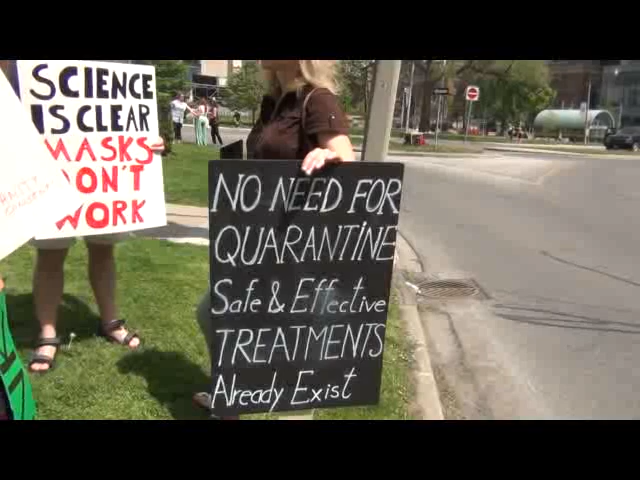 SCIENCE
IS CLEAR
MASKS
DON'T
WORK
NO NEED FOR
QUARANTINE
Safe & Effective
TREATMENTS
Already Exist